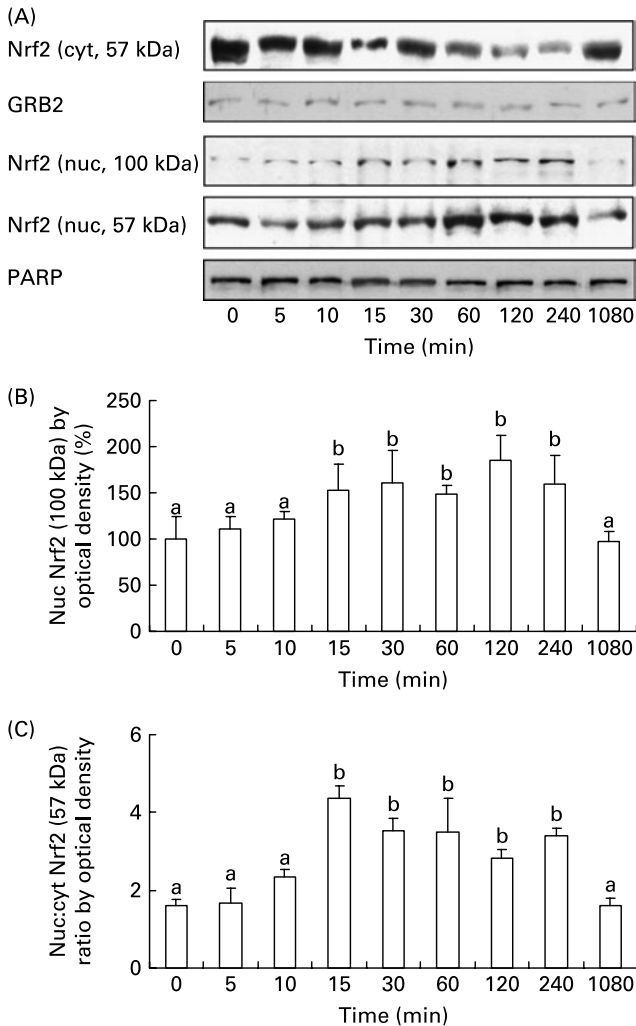 (A)
Nrf2 (cyt, 57 kDa)
GRB2
Nrf2 (nuc, 100 kDa)
Nrf2 (nuc, 57 kDa)
PARP
0 5 10 15 30 60 120 240 1080
Time (min)
(B)
Nuc Nrf2 (100 kDa) by
optical density (%)
250
200
150
100
50
0
a a a b b b b b a
0 5 10 15 30 60 120 240 1080
Time (min)
(C)
Nuc:cyt Nrf2 (57 kDa)
ratio by optical density
6
4
2
0
a a a b b b b b a
0 5 10 15 30 60 120 240 1080
Time (min)